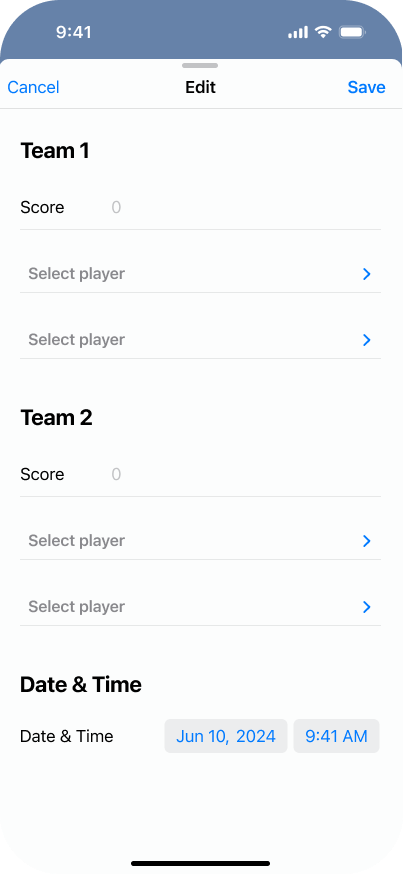 9:41
Cancel Edit Save
Team 1
Score 0
Select player
Select player
Team 2
Score 0
Select player
Select player
Date & Time
Date & Time Jun 10, 2024 9:41 AM